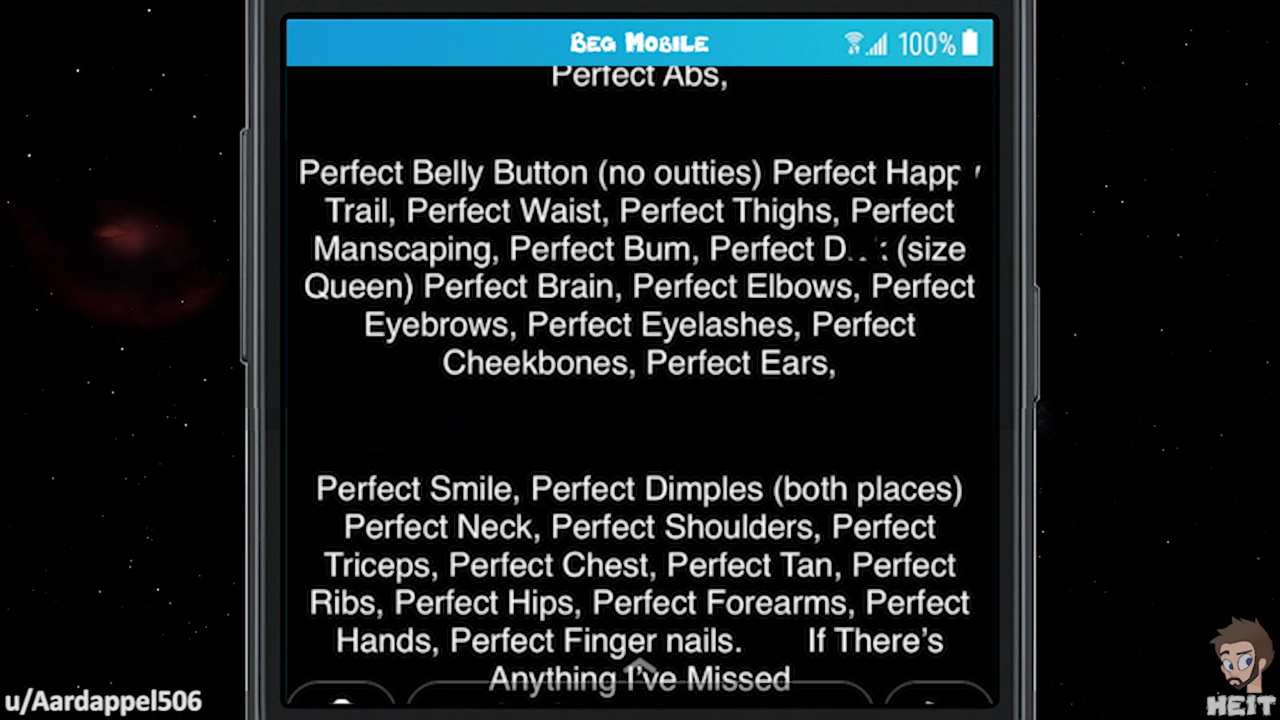 Beg Mobile
100%
Perfect Abs,
Perfect Belly Button (no outties) Perfect Happy
Trail, Perfect Waist, Perfect Thighs, Perfect
Manscaping, Perfect Bum, Perfect D (size
Queen) Perfect Brain, Perfect Elbows, Perfect
Eyebrows, Perfect Eyelashes, Perfect
Cheekbones, Perfect Ears,
Perfect Smile, Perfect Dimples (both places)
Perfect Neck, Perfect Shoulders, Perfect
Triceps, Perfect Chest, Perfect Tan, Perfect
Ribs, Perfect Hips, Perfect Forearms, Perfect
Hands, Perfect Finger nails. If There’s
Anything I’ve Missed
u/Aardappel506
HEIT